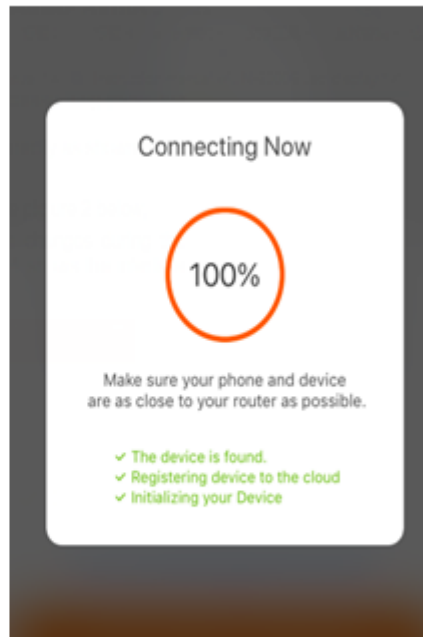 Connecting Now
100%
Make sure your phone and device
are as close to your router as possible.
✓ The device is found.
✓ Registering device to the cloud
✓ Initializing your Device